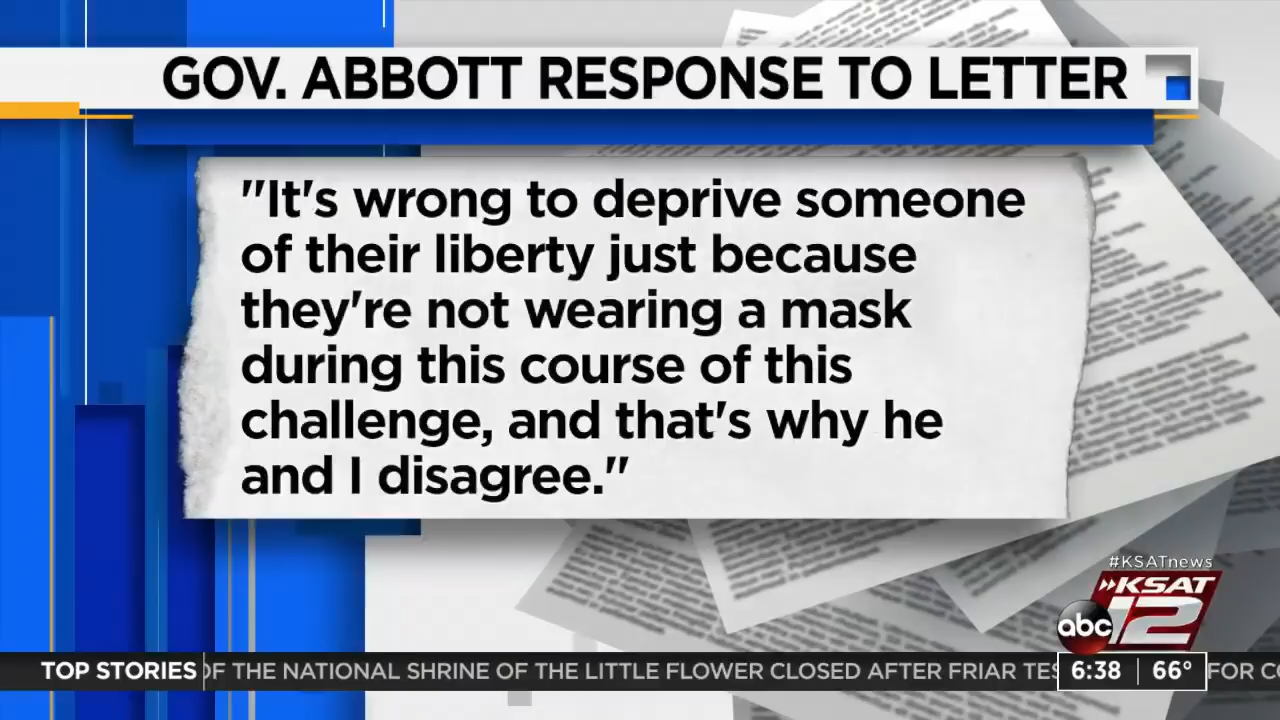 GOV. ABBOTT RESPONSE TO LETTER
"It's wrong to deprive someone
of their liberty just because
they're not wearing a mask
during this course of this
challenge, and that's why he
and I disagree."
#KSATnews
KSAT
abc 12
TOP STORIES OF THE NATIONAL SHRINE OF THE LITTLE FLOWER CLOSED AFTER FRIAR 6:38 66° FOR